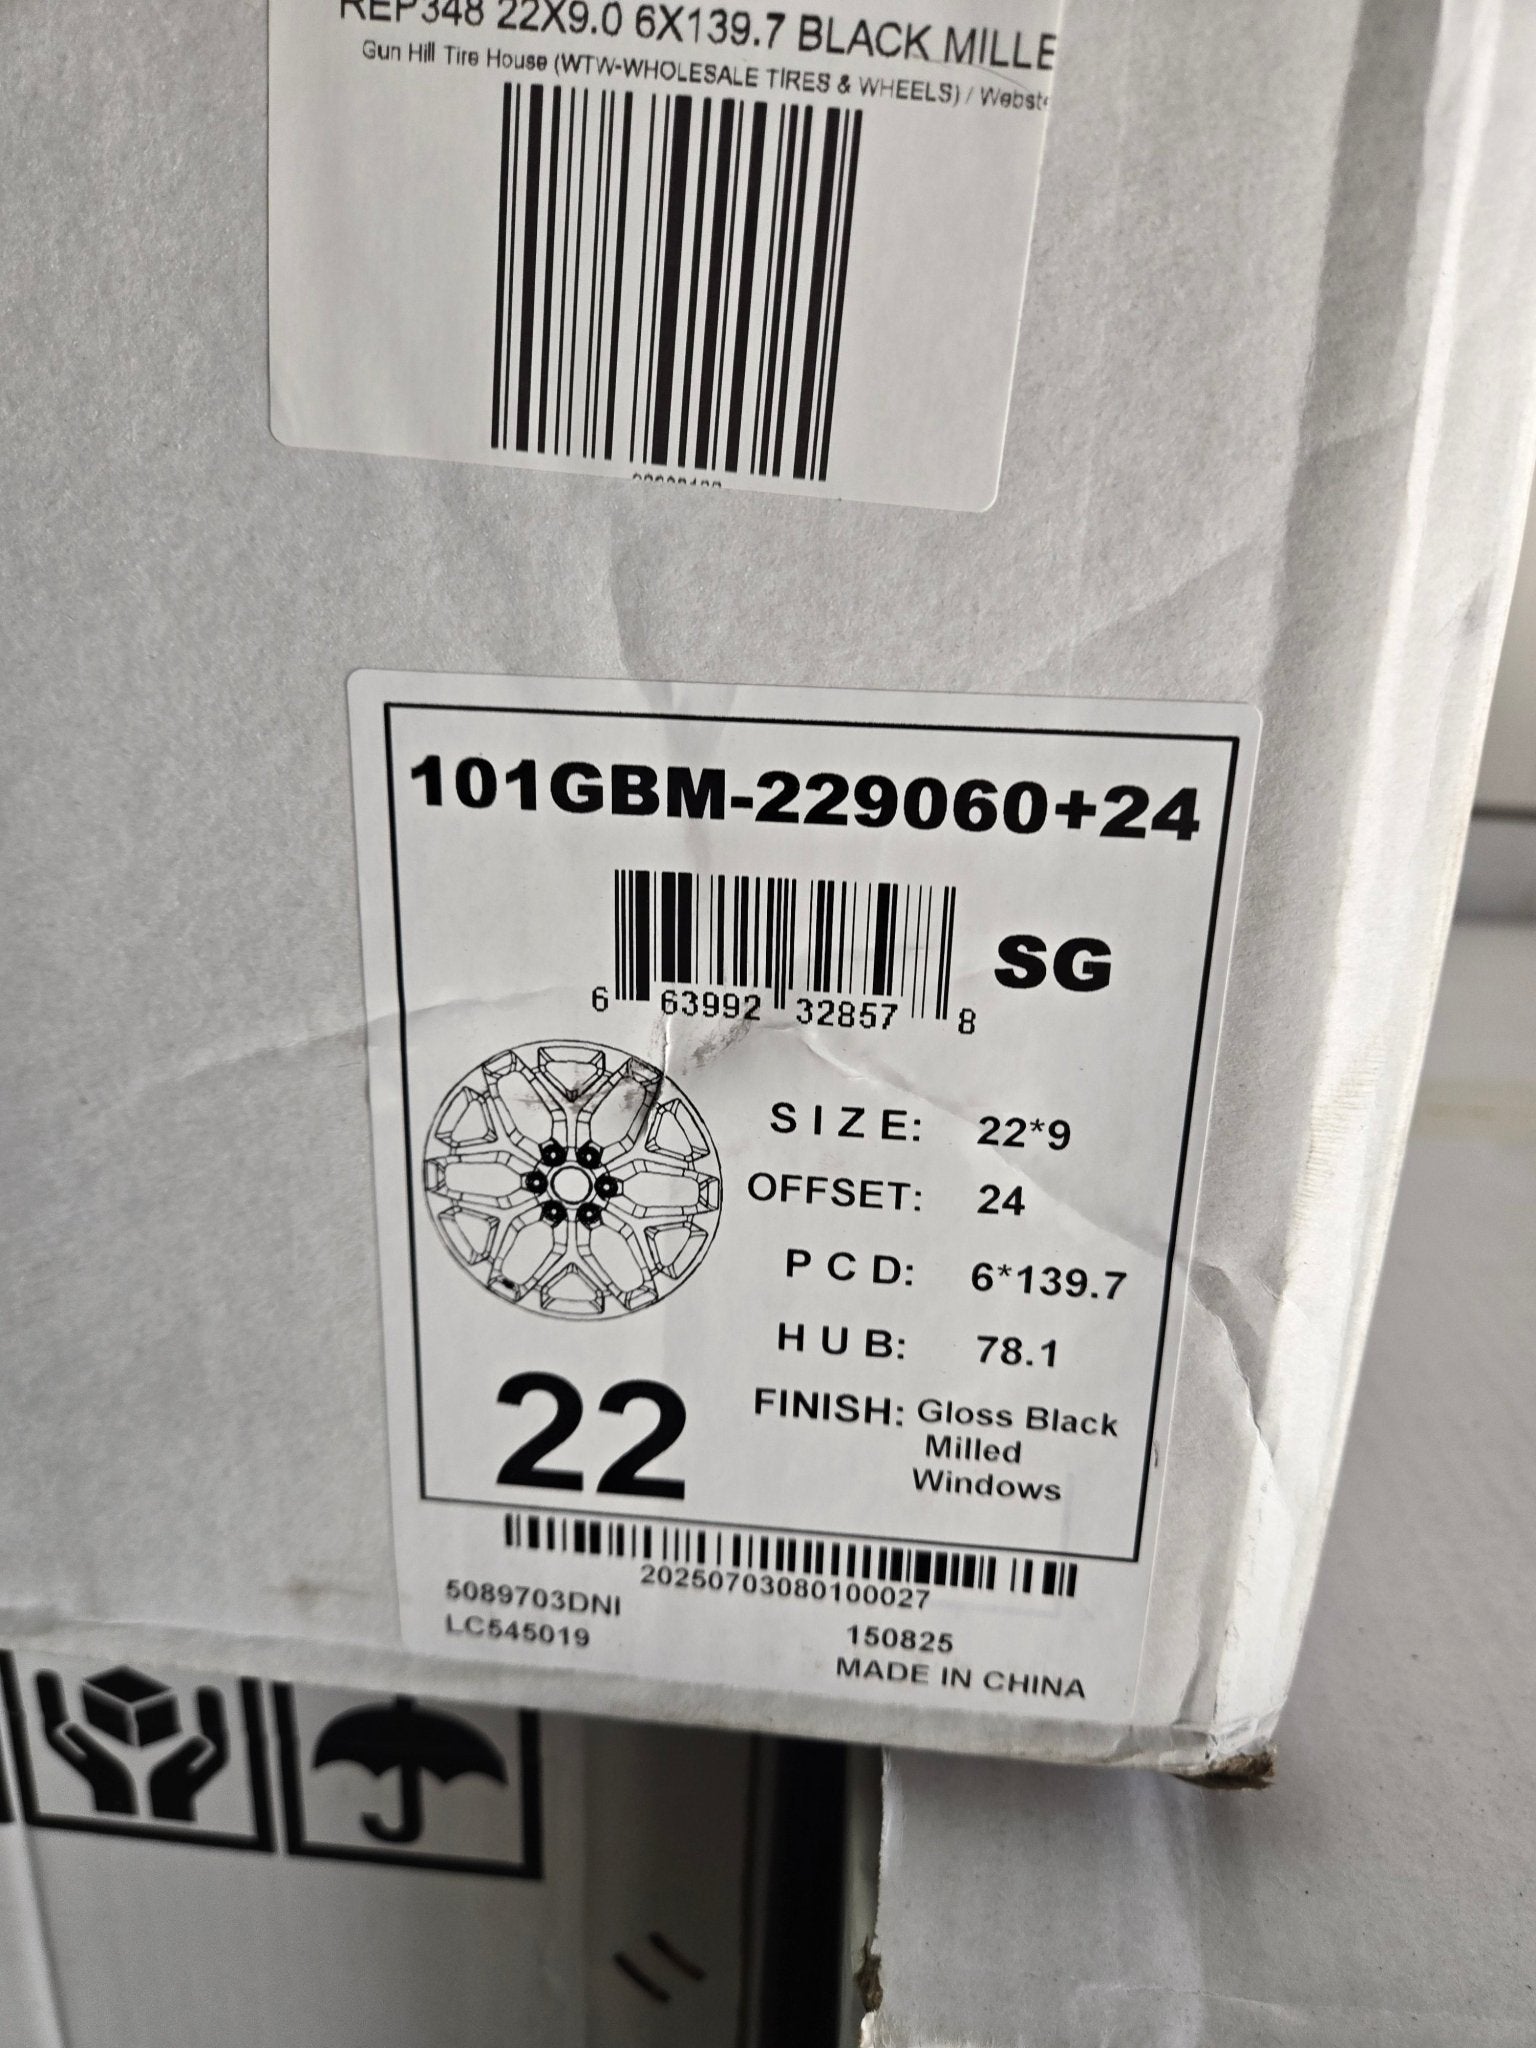 REP348 22X9.0 6X139.7 BLACK MILLE
Gun Hill Tire House (WTW-WHOLESALE TIRES & WHEELS) / Webst
101GBM-229060+24
SG
6 63992 32857 8
SIZE: 22*9
OFFSET: 24
PCD: 6*139.7
HUB: 78.1
FINISH: Gloss Black
Milled
Windows
22
20250703080100027
5089703DNI
LC545019
150825
MADE IN CHINA